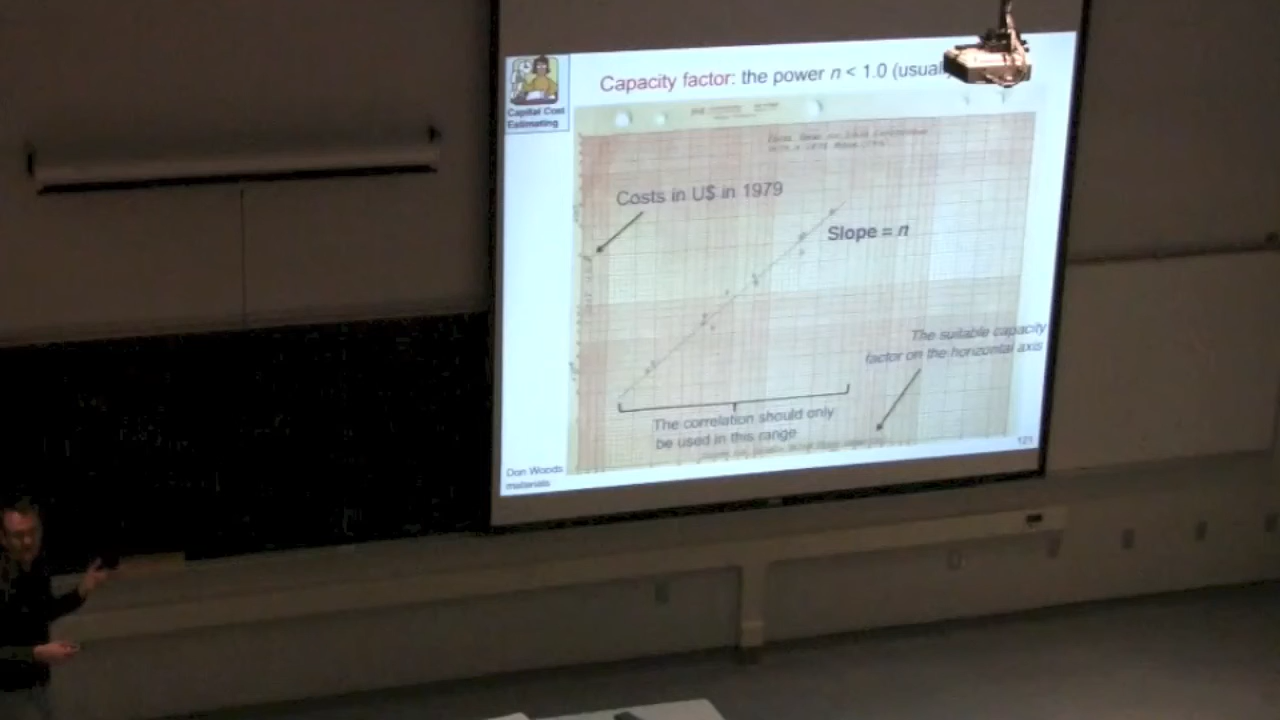 Capacity factor: the power n < 1.0 (usual
Capital Cost
Estimating
Costs in U$ in 1979
Slope = n
The suitable capacity
factor on the horizontal axis
The correlation should only
be used in this range
Don Woods
materials
121